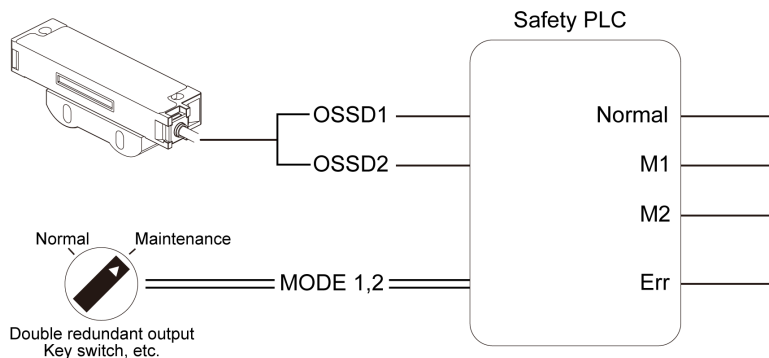 Safety PLC
OSSD1
Normal
OSSD2
M1
M2
Normal
Maintenance
MODE 1,2
Err
Double redundant output
Key switch, etc.